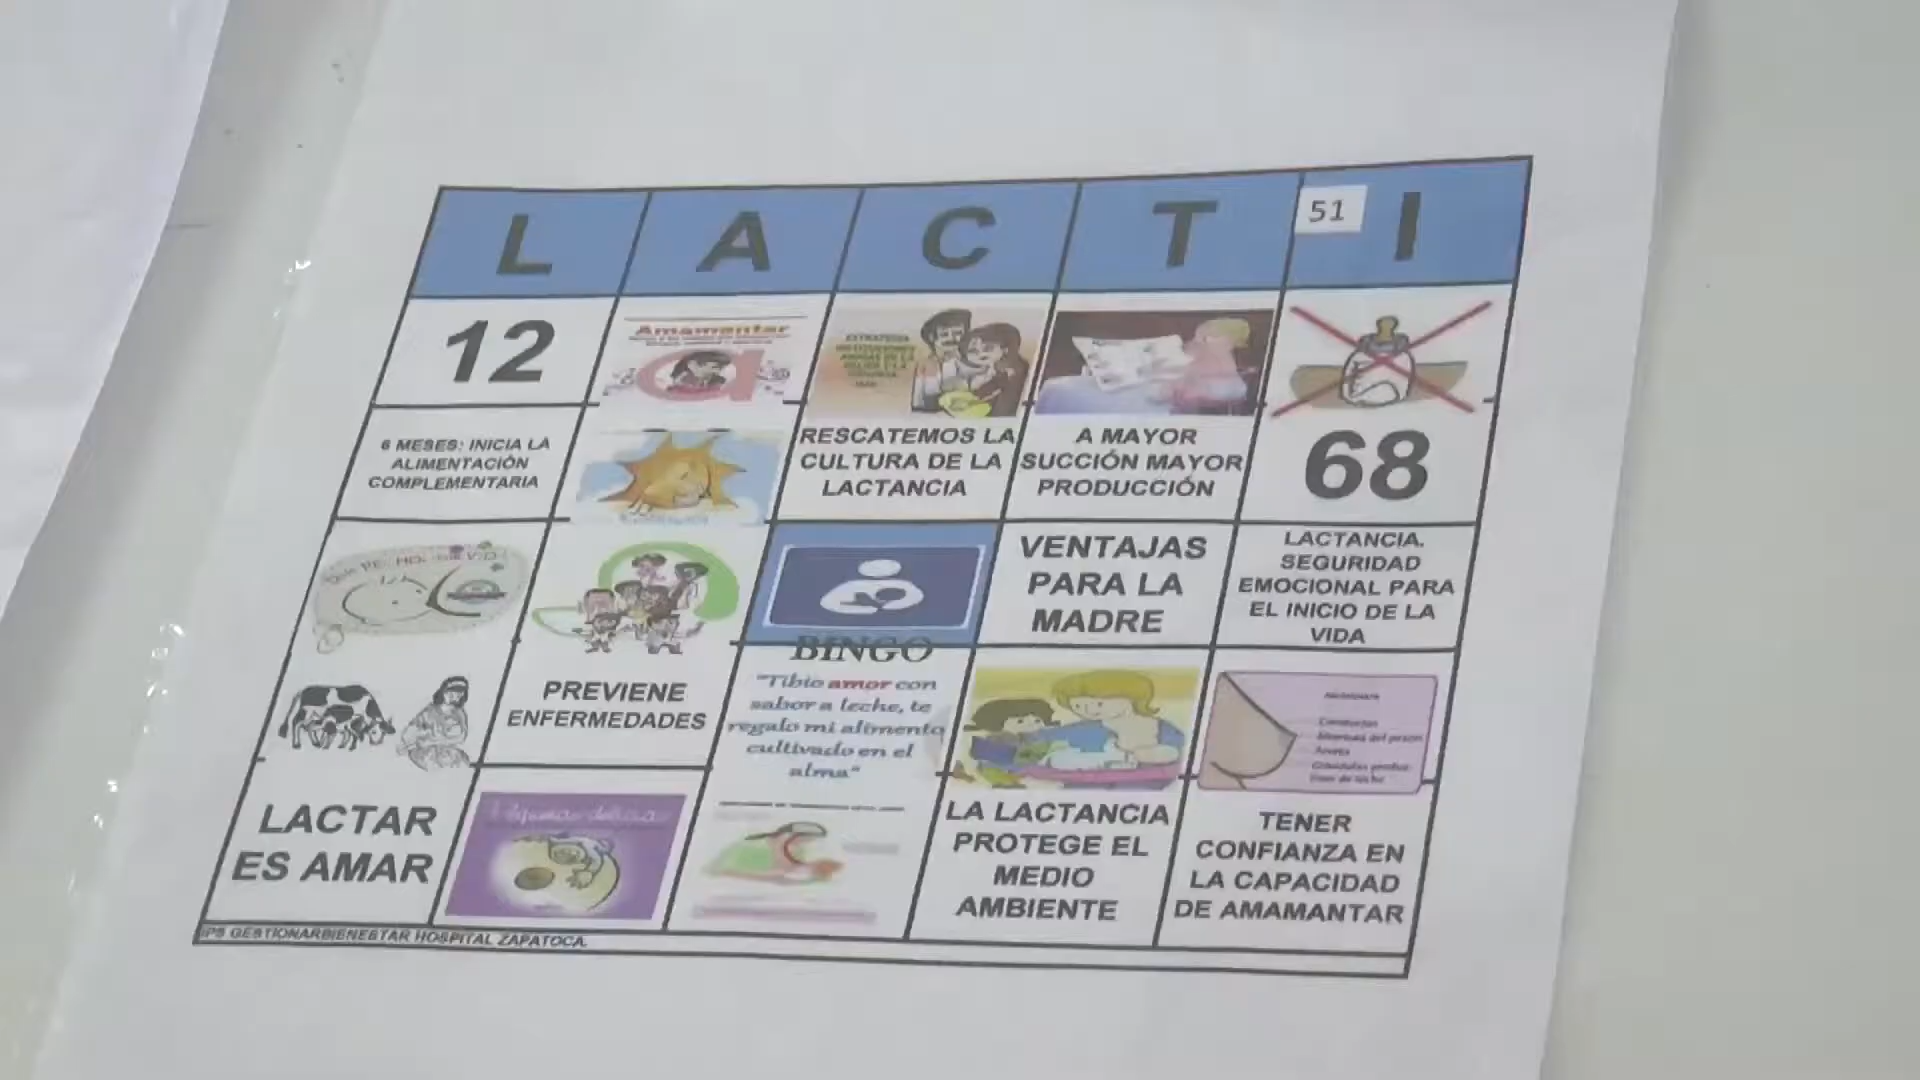 L A C T I
51
12
Amamantar
ESTRATEGIA
68
6 MESES: INICIA LA
ALIMENTACIÓN
COMPLEMENTARIA
RESCATEMOS LA
CULTURA DE LA
LACTANCIA
A MAYOR
SUCCIÓN MAYOR
PRODUCCIÓN
BINGO
VENTAJAS
PARA LA
MADRE
LACTANCIA.
SEGURIDAD
EMOCIONAL PARA
EL INICIO DE LA
VIDA
PREVIENE
ENFERMEDADES
"Tibio amor con
sabor a leche, te
regalo mi alimento
cultivado en el
alma"
LACTAR
ES AMAR
LA LACTANCIA
PROTEGE EL
MEDIO
AMBIENTE
TENER
CONFIANZA EN
LA CAPACIDAD
DE AMAMANTAR
IPS GESTIONARBIENESTAR HOSPITAL ZAPATOCA.